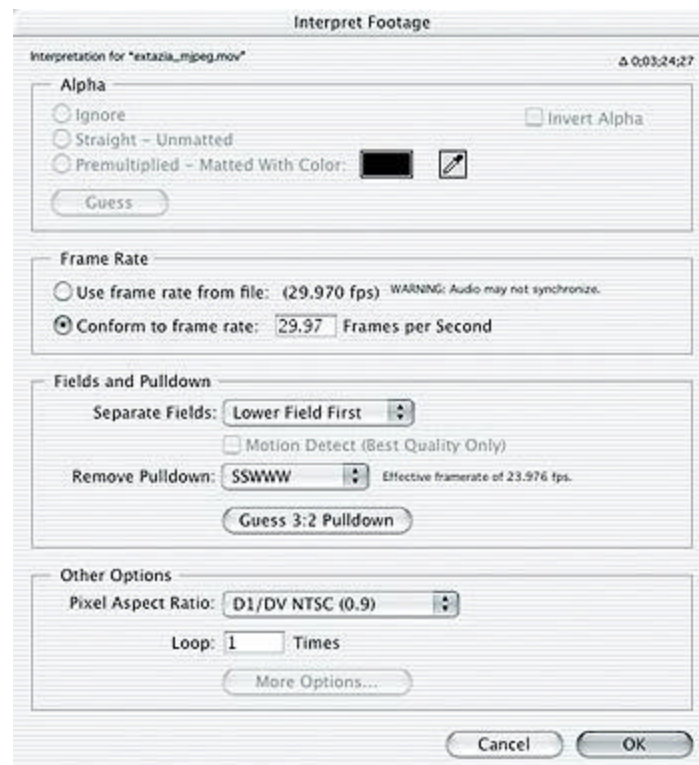 Interpret Footage
Interpretation for "extazia_mjpeg.mov"
Δ 0;03;24;27
Alpha
Ignore
Invert Alpha
Straight - Unmatted
Premultiplied - Matted With Color:
Guess
Frame Rate
Use frame rate from file: (29.970 fps) WARNING: Audio may not synchronize.
Conform to frame rate: 29.97 Frames per Second
Fields and Pulldown
Separate Fields: Lower Field First
Motion Detect (Best Quality Only)
Remove Pulldown: SSWWW Effective framerate of 23.976 fps.
Guess 3:2 Pulldown
Other Options
Pixel Aspect Ratio: D1/DV NTSC (0.9)
Loop: 1 Times
More Options...
Cancel OK